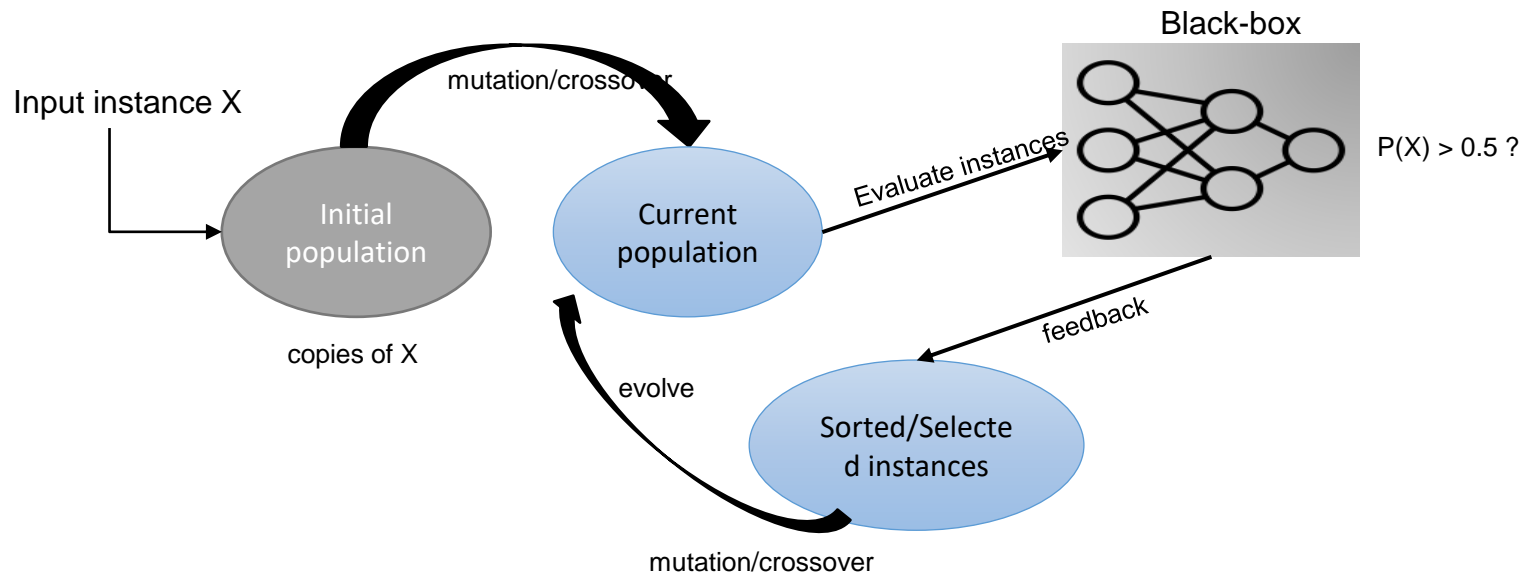 Black-box
mutation/crossover
Input instance X
Evaluate instances
P(X) > 0.5 ?
Initial
population
Current
population
feedback
copies of X
evolve
Sorted/Selecte
d instances
mutation/crossover